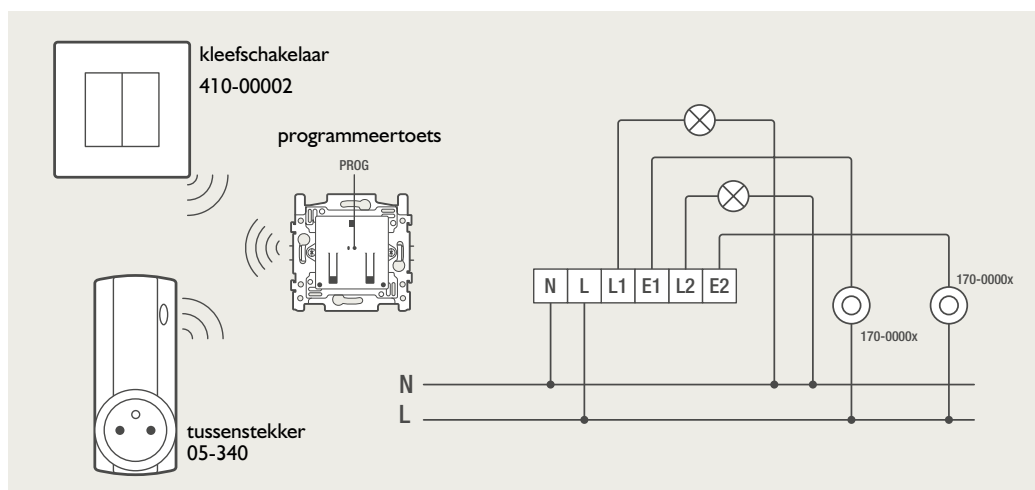 kleefschakelaar
410-00002
programmeertoets
PROG
N L L1 E1 L2 E2
170-0000x
170-0000x
N
L
tussenstekker
05-340